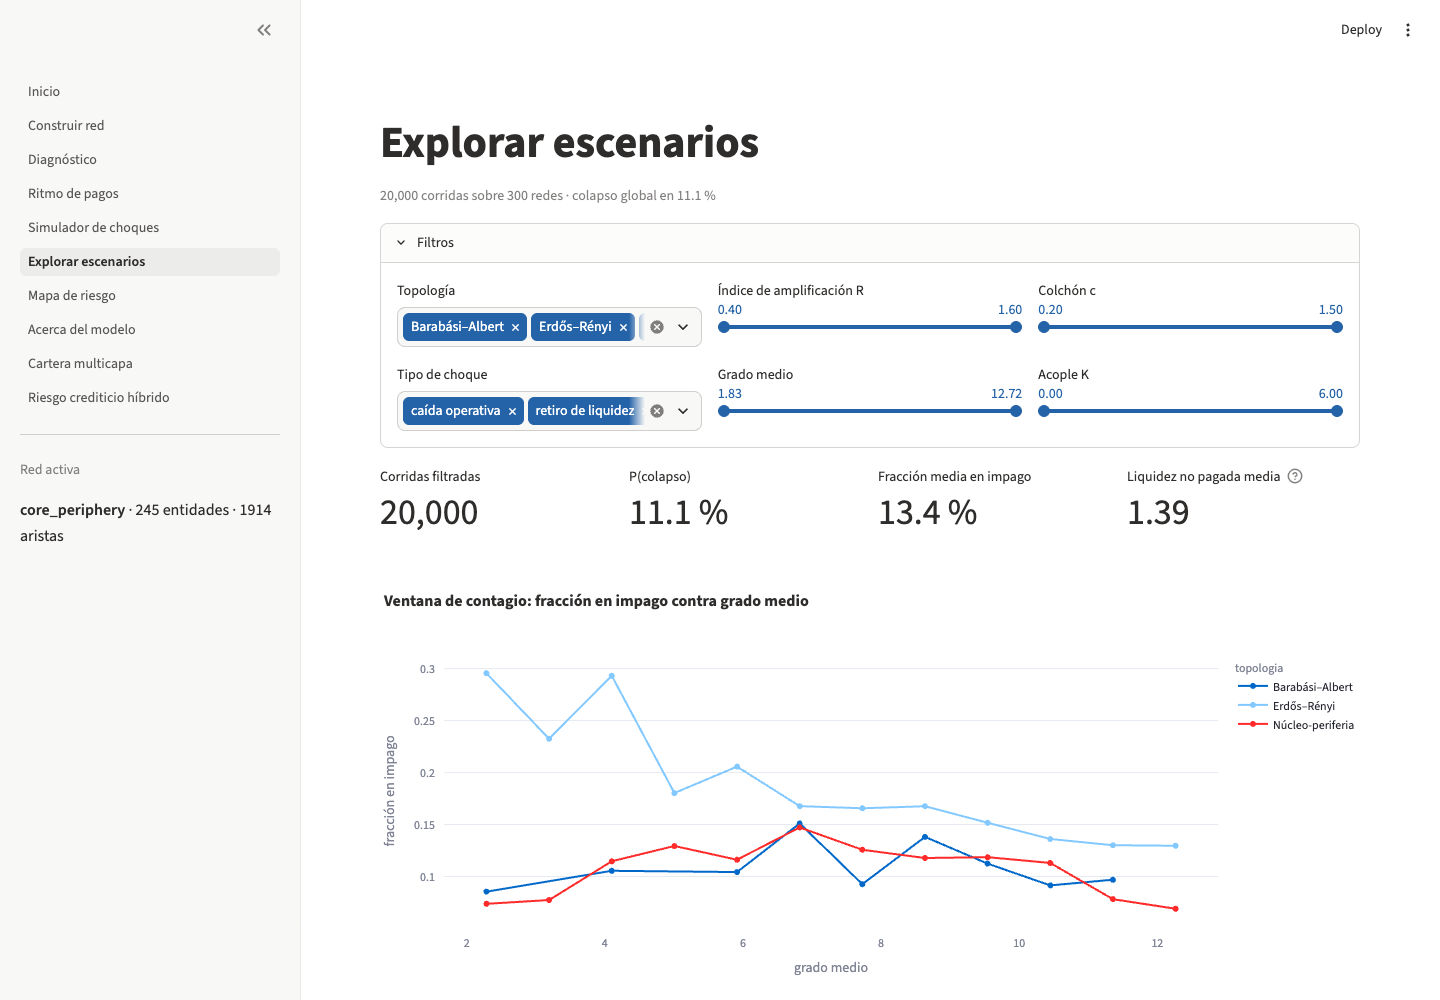 Deploy
Inicio
Construir red
Diagnóstico
Ritmo de pagos
Simulador de choques
Explorar escenarios
Mapa de riesgo
Acerca del modelo
Cartera multicapa
Riesgo crediticio híbrido
Red activa
core_periphery · 245 entidades · 1914
aristas
Explorar escenarios
20,000 corridas sobre 300 redes · colapso global en 11.1 %
Filtros
Topología
Barabási–Albert
Erdős–Rényi
Índice de amplificación R
0.40 1.60
Colchón c
0.20 1.50
Tipo de choque
caída operativa
retiro de liquidez
Grado medio
1.83 12.72
Acople K
0.00 6.00
Corridas filtradas
20,000
P(colapso)
11.1 %
Fracción media en impago
13.4 %
Liquidez no pagada media
1.39
Ventana de contagio: fracción en impago contra grado medio
fracción en impago
0.3
0.25
0.2
0.15
0.1
2 4 6 8 10 12
grado medio
topologia
Barabási–Albert
Erdős–Rényi
Núcleo-periferia